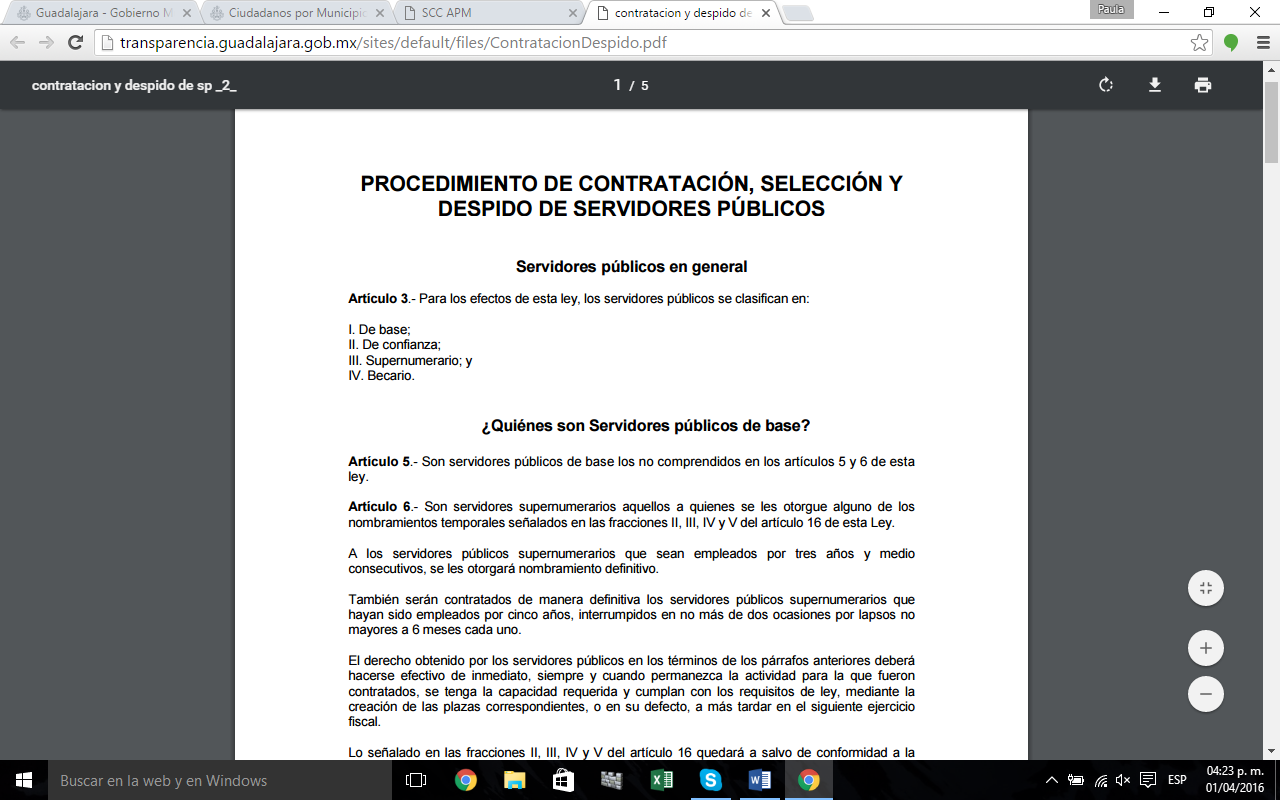 Guadalajara - Gobierno M
Ciudadanos por Municipio
SCC APM
contratacion y despido de
Paula
transparencia.guadalajara.gob.mx/sites/default/files/ContratacionDespido.pdf
contratacion y despido de sp _2_
1 / 5
PROCEDIMIENTO DE CONTRATACIÓN, SELECCIÓN Y
DESPIDO DE SERVIDORES PÚBLICOS
Servidores públicos en general
Artículo 3.- Para los efectos de esta ley, los servidores públicos se clasifican en:
I. De base;
II. De confianza;
III. Supernumerario; y
IV. Becario.
¿Quiénes son Servidores públicos de base?
Artículo 5.- Son servidores públicos de base los no comprendidos en los artículos 5 y 6 de esta
ley.
Artículo 6.- Son servidores supernumerarios aquellos a quienes se les otorgue alguno de los
nombramientos temporales señalados en las fracciones II, III, IV y V del artículo 16 de esta Ley.
A los servidores públicos supernumerarios que sean empleados por tres años y medio
consecutivos, se les otorgará nombramiento definitivo.
También serán contratados de manera definitiva los servidores públicos supernumerarios que
hayan sido empleados por cinco años, interrumpidos en no más de dos ocasiones por lapsos no
mayores a 6 meses cada uno.
El derecho obtenido por los servidores públicos en los términos de los párrafos anteriores deberá
hacerse efectivo de inmediato, siempre y cuando permanezca la actividad para la que fueron
contratados, se tenga la capacidad requerida y cumplan con los requisitos de ley, mediante la
creación de las plazas correspondientes, o en su defecto, a más tardar en el siguiente ejercicio
fiscal.
Lo señalado en las fracciones II, III, IV y V del artículo 16 quedará a salvo de conformidad a la
Buscar en la web y en Windows
ESP
04:23 p. m.
01/04/2016